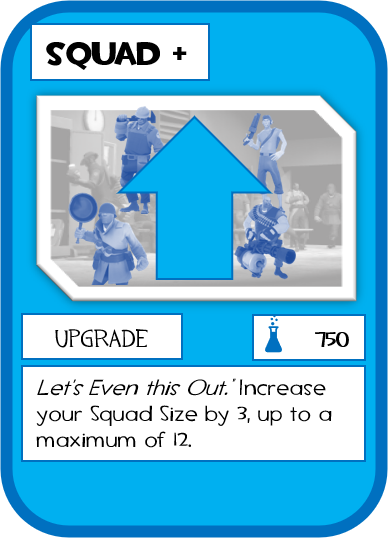 SQUAD +
UPGRADE
750
Let's Even this Out.' Increase
your Squad Size by 3, up to a
maximum of 12.